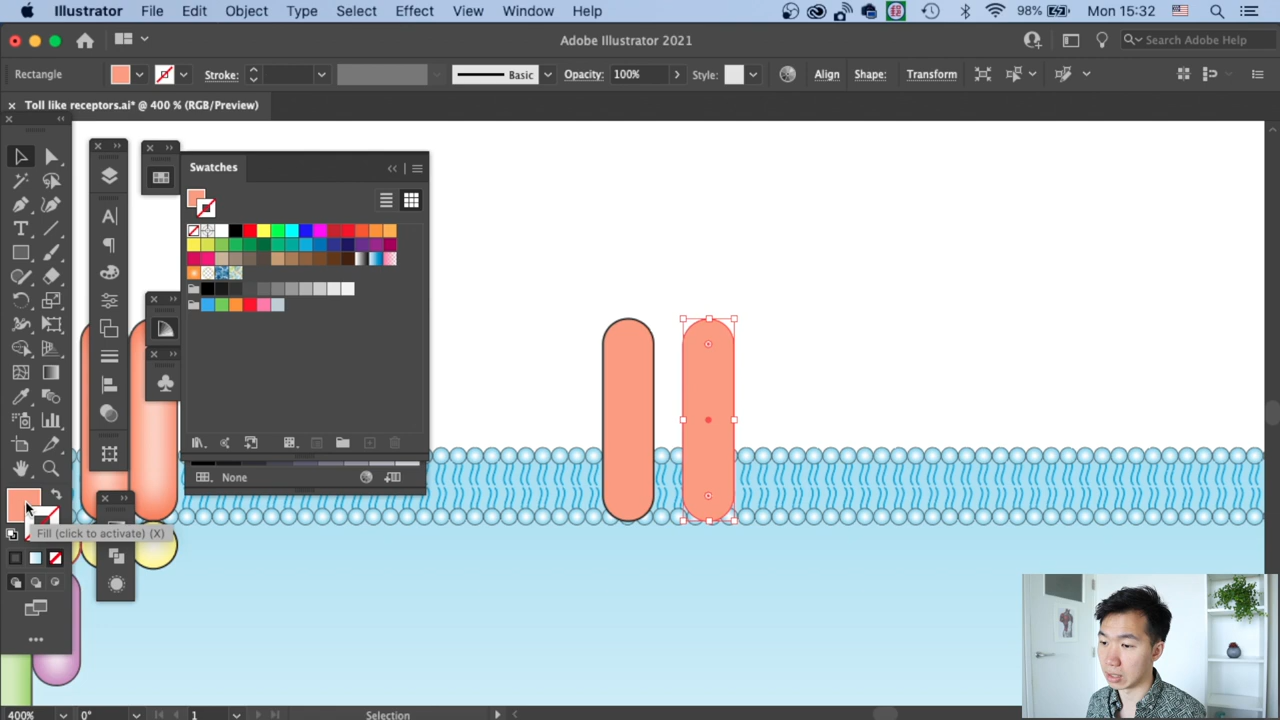 Illustrator File Edit Object Type Select Effect View Window Help 98% Mon 15:32
Adobe Illustrator 2021 Search Adobe Help
Rectangle Stroke: Basic Opacity: 100% Style: Align Shape: Transform
Toll like receptors.ai* @ 400 % (RGB/Preview)
Swatches
None
Fill (click to activate) (X)
400% 0° 1 Selection